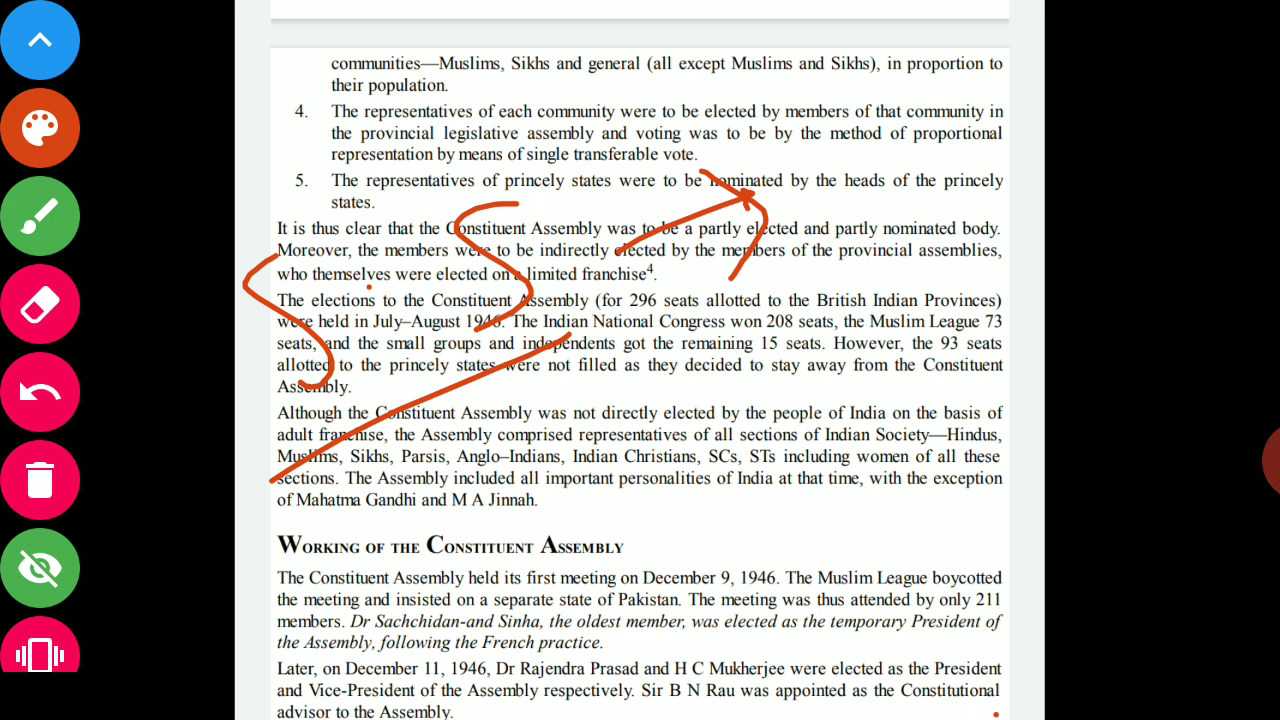 communities—Muslims, Sikhs and general (all except Muslims and Sikhs), in proportion to
their population.
4. The representatives of each community were to be elected by members of that community in
the provincial legislative assembly and voting was to be by the method of proportional
representation by means of single transferable vote.
5. The representatives of princely states were to be nominated by the heads of the princely
states.
It is thus clear that the Constituent Assembly was to be a partly elected and partly nominated body.
Moreover, the members were to be indirectly elected by the members of the provincial assemblies,
who themselves were elected on a limited franchise4.
The elections to the Constituent Assembly (for 296 seats allotted to the British Indian Provinces)
were held in July–August 1946. The Indian National Congress won 208 seats, the Muslim League 73
seats, and the small groups and independents got the remaining 15 seats. However, the 93 seats
allotted to the princely states were not filled as they decided to stay away from the Constituent
Assembly.
Although the Constituent Assembly was not directly elected by the people of India on the basis of
adult franchise, the Assembly comprised representatives of all sections of Indian Society—Hindus,
Muslims, Sikhs, Parsis, Anglo–Indians, Indian Christians, SCs, STs including women of all these
sections. The Assembly included all important personalities of India at that time, with the exception
of Mahatma Gandhi and M A Jinnah.
WORKING OF THE CONSTITUENT ASSEMBLY
The Constituent Assembly held its first meeting on December 9, 1946. The Muslim League boycotted
the meeting and insisted on a separate state of Pakistan. The meeting was thus attended by only 211
members. Dr Sachchidan-and Sinha, the oldest member, was elected as the temporary President of
the Assembly, following the French practice.
Later, on December 11, 1946, Dr Rajendra Prasad and H C Mukherjee were elected as the President
and Vice-President of the Assembly respectively. Sir B N Rau was appointed as the Constitutional
advisor to the Assembly.